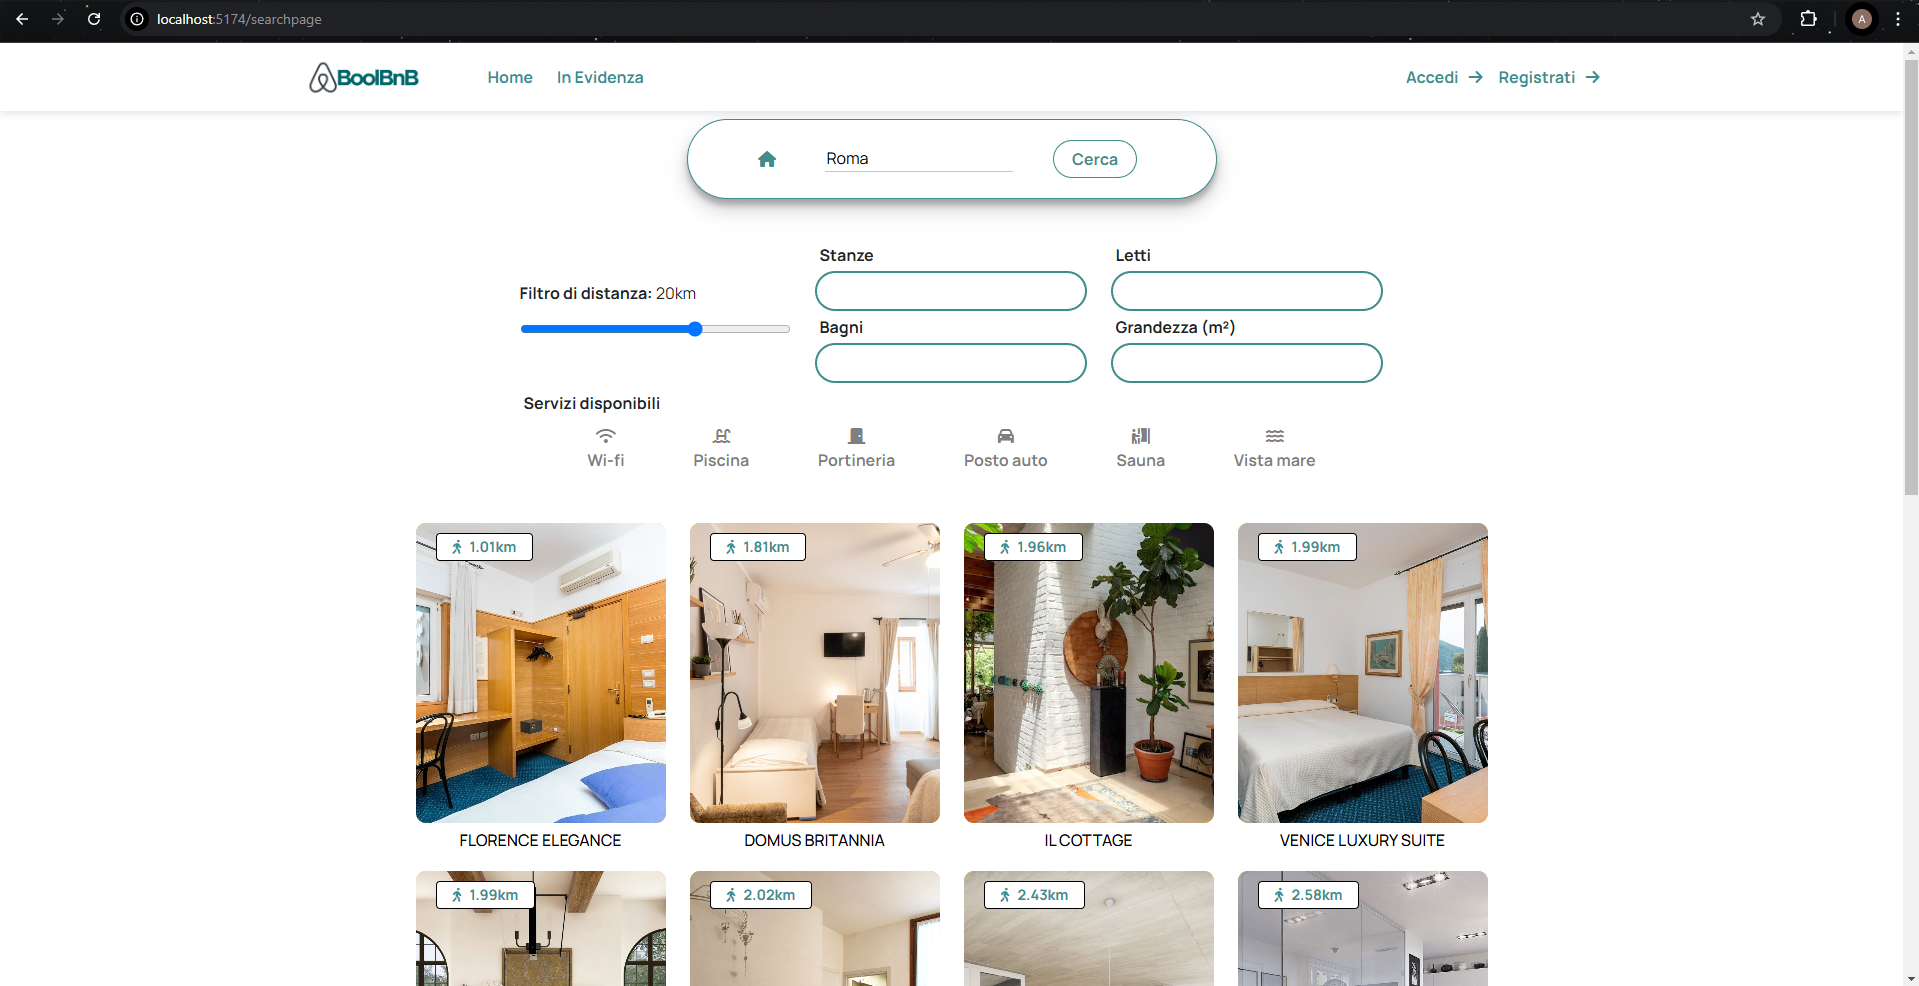 localhost:5174/searchpage
A
BoolBnB
Home
In Evidenza
Accedi
Registrati
Roma
Cerca
Filtro di distanza: 20km
Stanze
Letti
Bagni
Grandezza (m²)
Servizi disponibili
Wi-fi
Piscina
Portineria
Posto auto
Sauna
Vista mare
1.01km
1.81km
1.96km
1.99km
FLORENCE ELEGANCE
DOMUS BRITANNIA
IL COTTAGE
VENICE LUXURY SUITE
1.99km
2.02km
2.43km
2.58km